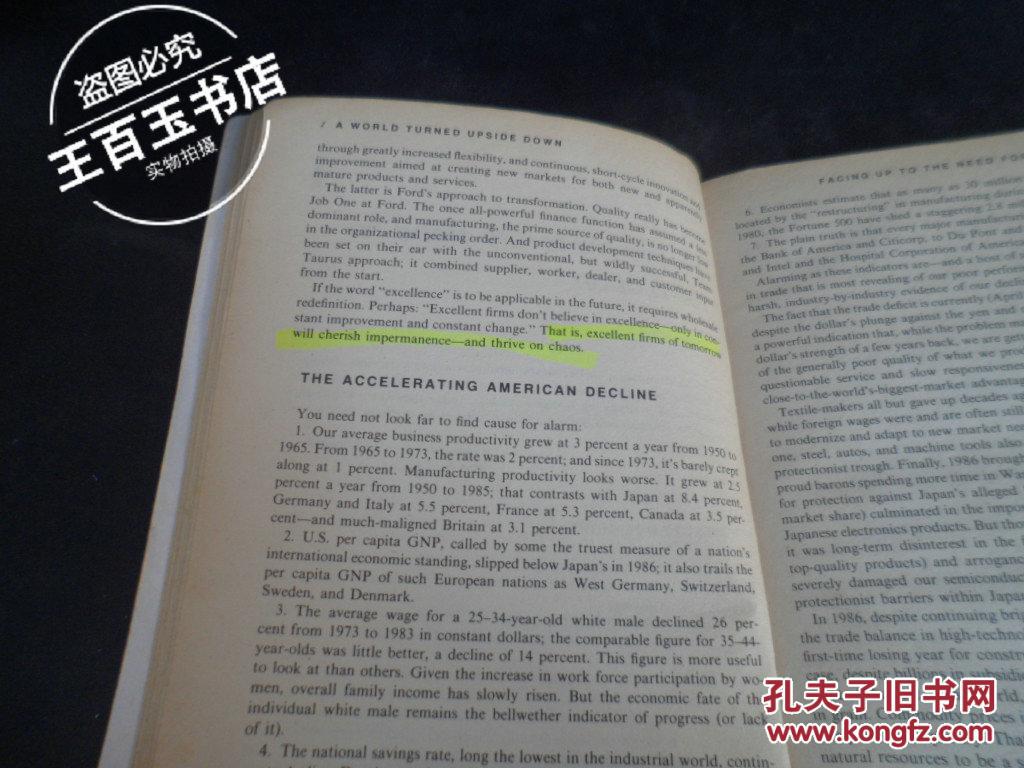 盗图必究
王百玉书店
实物拍摄
/ A WORLD TURNED UPSIDE DOWN
through greatly increased flexibility, and continuous, short-cycle innovation and
improvement aimed at creating new markets for both new and apparently
mature products and services.
The latter is Ford's approach to transformation. Quality really has become
Job One at Ford. The once all-powerful finance function has assumed a less
dominant role, and manufacturing, the prime source of quality, is no longer low
in the organizational pecking order. And product development techniques have
been set on their ear with the unconventional, but wildly successful, Team
Taurus approach; it combined supplier, worker, dealer, and customer input
from the start.
If the word "excellence" is to be applicable in the future, it requires wholesale
redefinition. Perhaps: "Excellent firms don't believe in excellence—only in con-
stant improvement and constant change." That is, excellent firms of tomorrow
will cherish impermanence—and thrive on chaos.
THE ACCELERATING AMERICAN DECLINE
You need not look far to find cause for alarm:
1. Our average business productivity grew at 3 percent a year from 1950 to
1965. From 1965 to 1973, the rate was 2 percent; and since 1973, it's barely crept
along at 1 percent. Manufacturing productivity looks worse. It grew at 2.5
percent a year from 1950 to 1985; that contrasts with Japan at 8.4 percent,
Germany and Italy at 5.5 percent, France at 5.3 percent, Canada at 3.5 per-
cent—and much-maligned Britain at 3.1 percent.
2. U.S. per capita GNP, called by some the truest measure of a nation's
international economic standing, slipped below Japan's in 1986; it also trails the
per capita GNP of such European nations as West Germany, Switzerland,
Sweden, and Denmark.
3. The average wage for a 25–34-year-old white male declined 26 per-
cent from 1973 to 1983 in constant dollars; the comparable figure for 35–44-
year-olds was little better, a decline of 14 percent. This figure is more useful
to look at than others. Given the increase in work force participation by wo-
men, overall family income has slowly risen. But the economic fate of the
individual white male remains the bellwether indicator of progress (or lack
of it).
4. The national savings rate, long the lowest in the industrial world, contin-
FACING UP TO THE NEED FOR
6. Economists estimate that as many as 30 million
located by the "restructuring" in manufacturing during
1980, the Fortune 500 have shed a staggering 2.8 mil
7. The plain truth is that every major manufacturing
the Bank of America and Citicorp, to Du Pont and
and Intel and the Hospital Corporation of America
Alarming as these indicators are—and a host of
in trade that is most revealing of our poor perform
harsh, industry-by-industry evidence of our decline
The fact that the trade deficit is currently (April
despite the dollar's plunge against the yen and
a powerful indication that, while the problem ma
dollar's strength of a few years back, we are gett
of the generally poor quality of what we prod
questionable service and slow responsiveness
close-to-the-world's-biggest-market advantag
Textile-makers all but gave up decades ag
while foreign wages were and are often still
to modernize and adapt to new market nee
one, steel, autos, and machine tools also
protectionist trough. Finally, 1986 brough
proud barons spending more time in Wa
for protection against Japan's alleged
market share) culminated in the impo
Japanese electronics products. But tho
it was long-term disinterest in the
top-quality products) and arroganc
severely damaged our semiconduc
protectionist barriers within Japan
In 1986, despite continuing brig
the trade balance in high-techno
first-time losing year for constr
case, despite billions in subsidi
in grain. Commodity prices
natural resources to be a s
孔夫子旧书网
www.kongfz.com